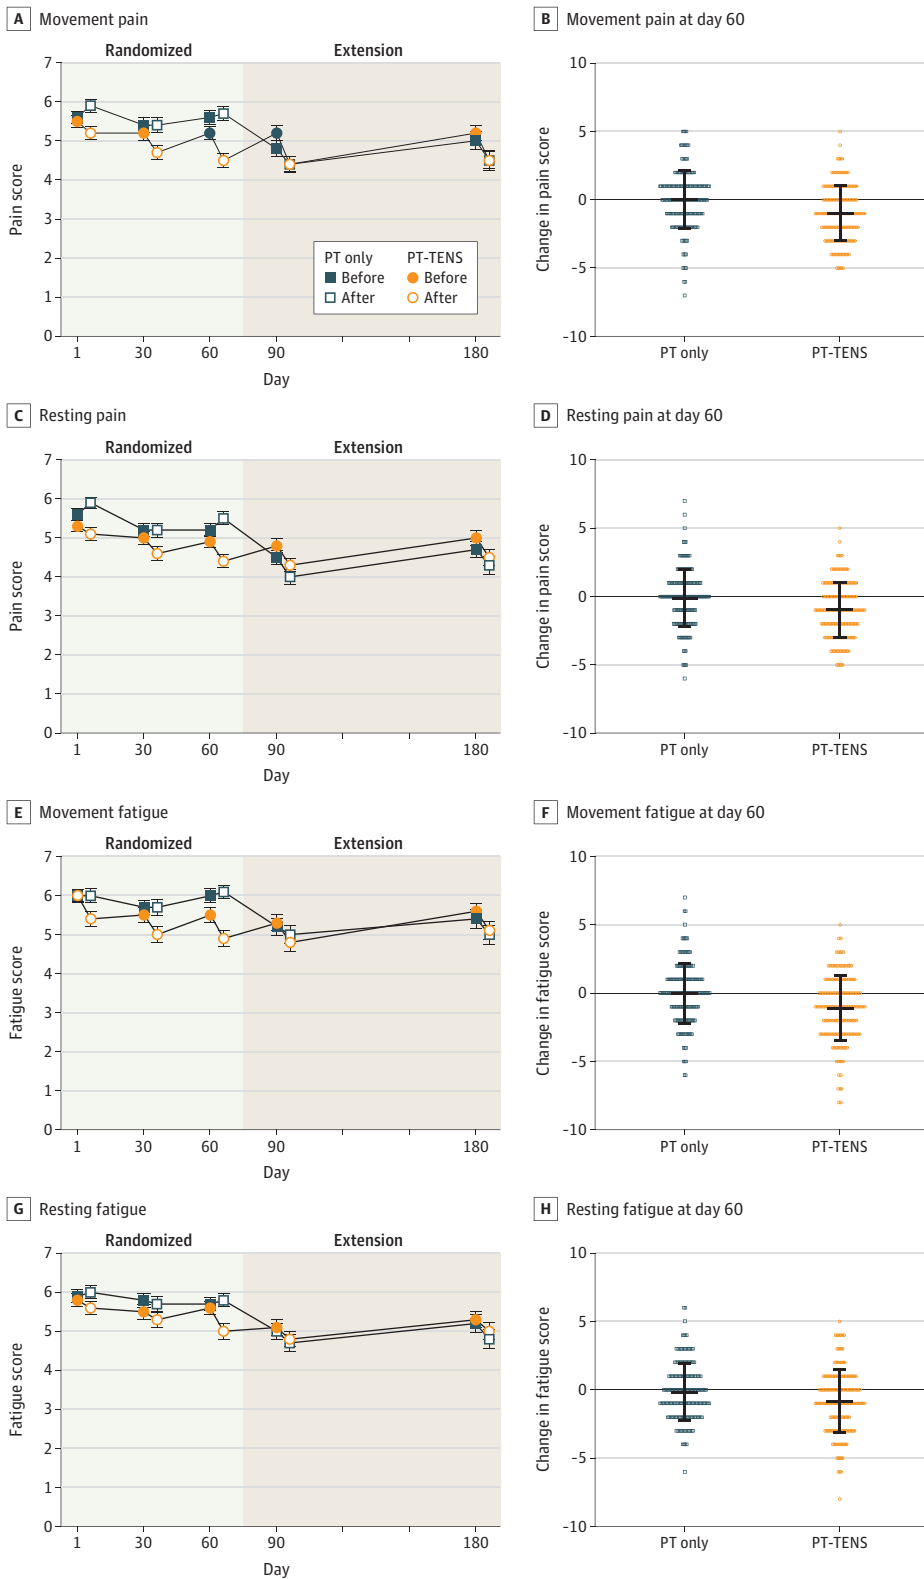 A Movement pain
Randomized Extension
7
6
5
4
3
2
1
0
Pain score
PT only PT-TENS
Before Before
After After
1 30 60 90 180
Day
B Movement pain at day 60
10
5
0
-5
-10
Change in pain score
PT only PT-TENS
C Resting pain
Randomized Extension
7
6
5
4
3
2
1
0
Pain score
1 30 60 90 180
Day
D Resting pain at day 60
10
5
0
-5
-10
Change in pain score
PT only PT-TENS
E Movement fatigue
Randomized Extension
7
6
5
4
3
2
1
0
Fatigue score
1 30 60 90 180
Day
F Movement fatigue at day 60
10
5
0
-5
-10
Change in fatigue score
PT only PT-TENS
G Resting fatigue
Randomized Extension
7
6
5
4
3
2
1
0
Fatigue score
1 30 60 90 180
Day
H Resting fatigue at day 60
10
5
0
-5
-10
Change in fatigue score
PT only PT-TENS